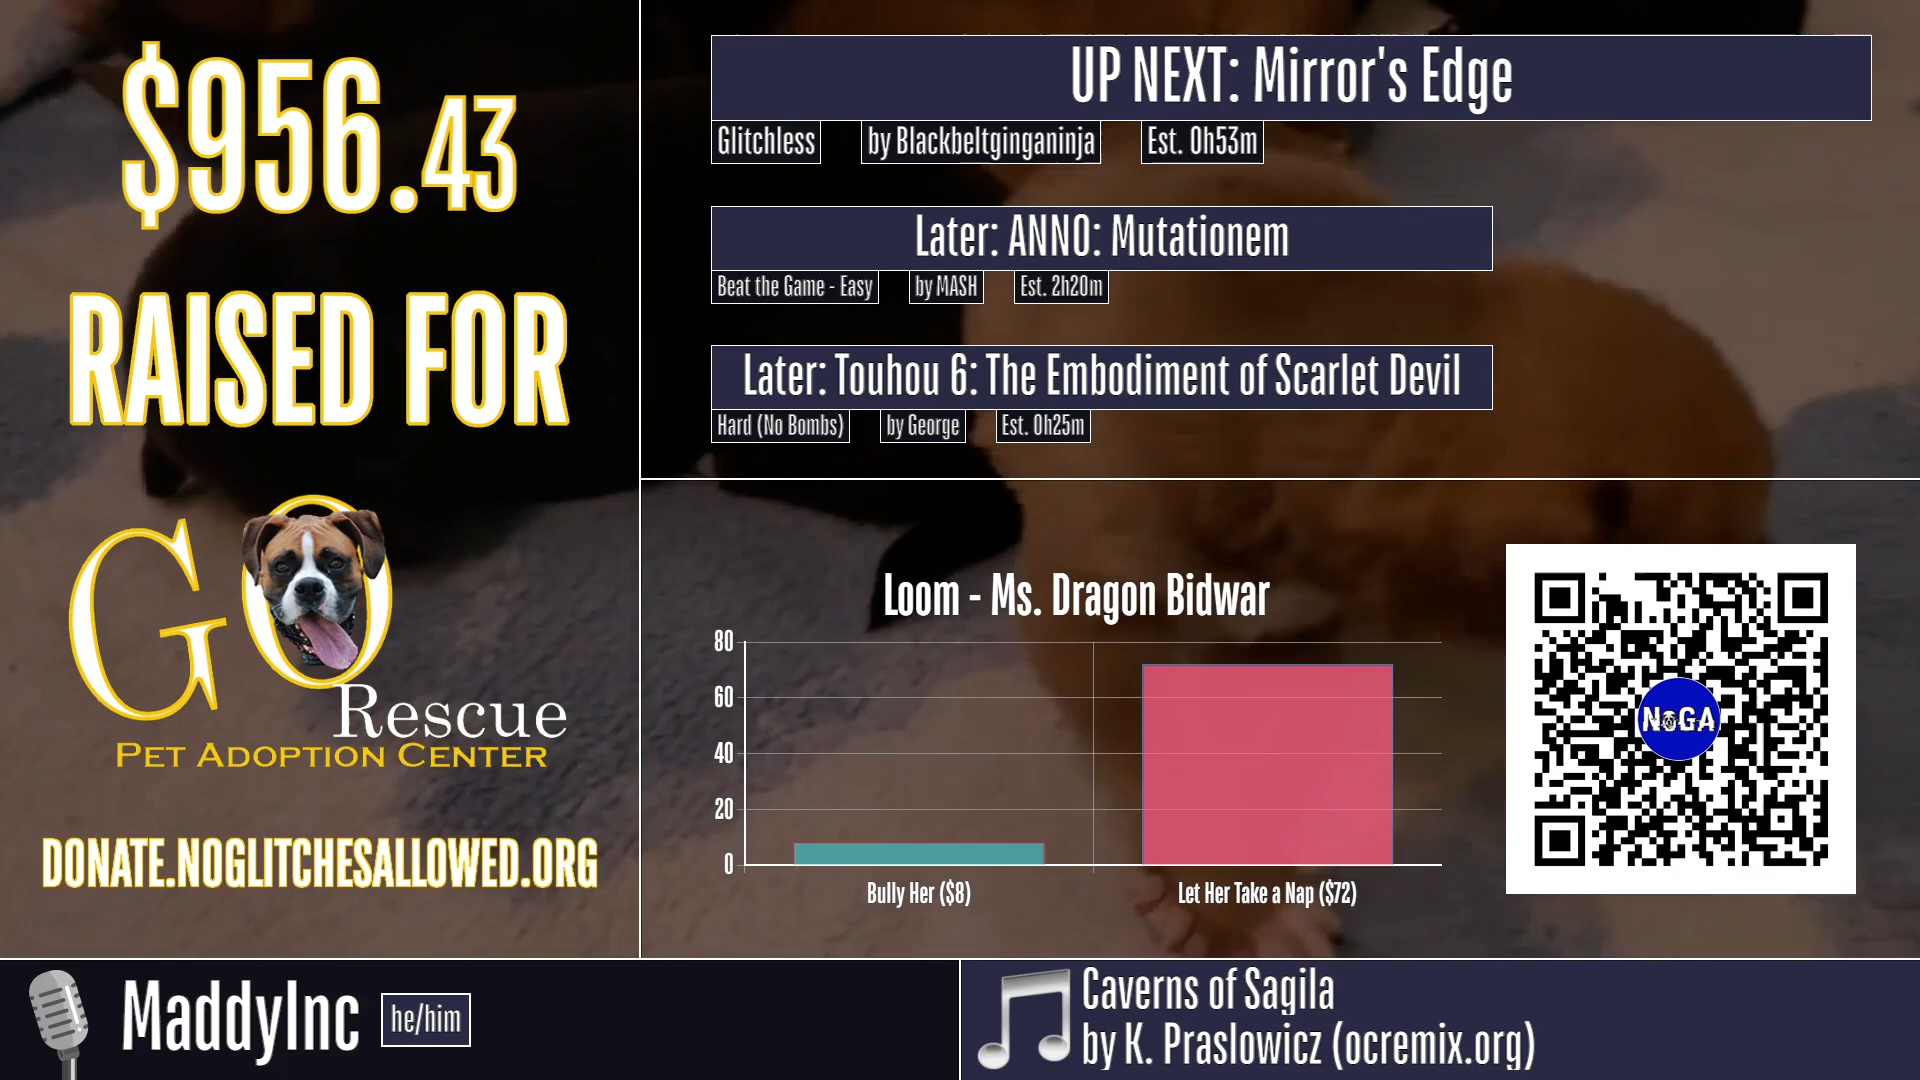 $956.43
RAISED FOR
GO
Rescue
PET ADOPTION CENTER
DONATE.NOGLITCHESALLOWED.ORG
UP NEXT: Mirror's Edge
Glitchless by Blackbeltginganinja Est. 0h53m
Later: ANNO: Mutationem
Beat the Game - Easy by MASH Est. 2h20m
Later: Touhou 6: The Embodiment of Scarlet Devil
Hard (No Bombs) by George Est. 0h25m
Loom - Ms. Dragon Bidwar
80
60
40
20
0
Bully Her ($8) Let Her Take a Nap ($72)
NoGA
MaddyInc he/him
Caverns of Sagila
by K. Praslowicz (ocremix.org)